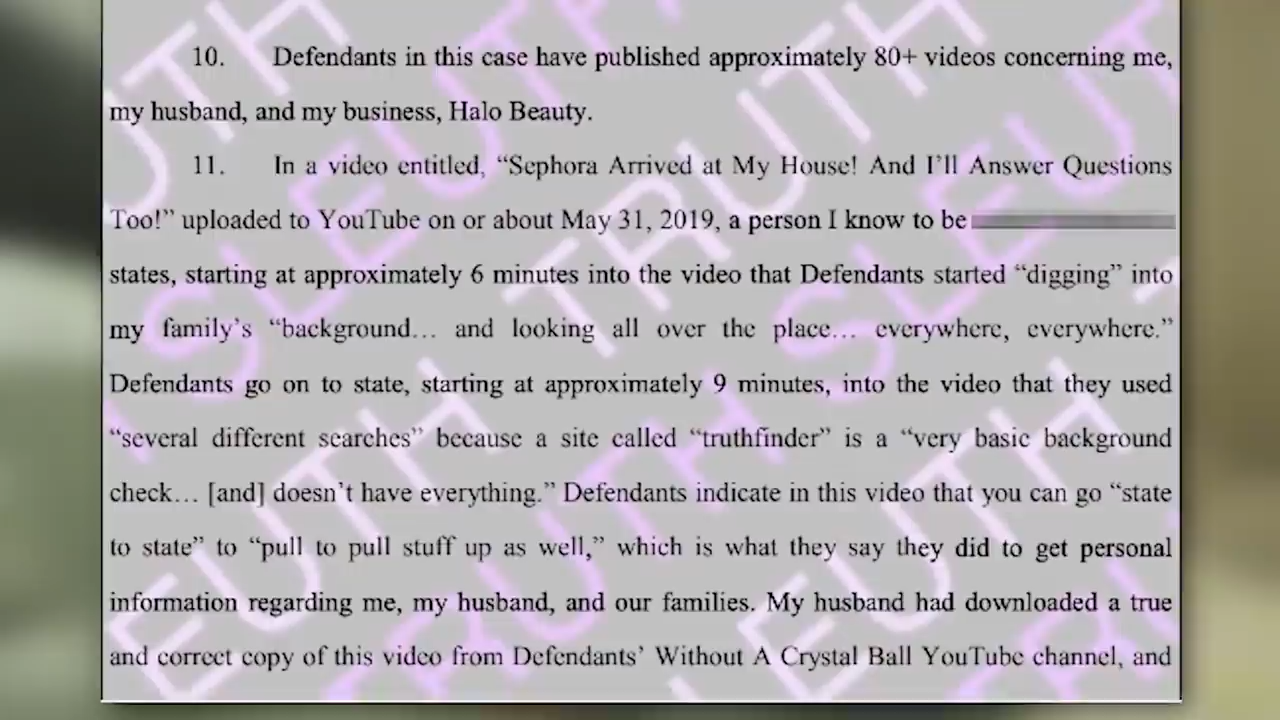 10. Defendants in this case have published approximately 80+ videos concerning me,
my husband, and my business, Halo Beauty.
11. In a video entitled, “Sephora Arrived at My House! And I’ll Answer Questions
Too!” uploaded to YouTube on or about May 31, 2019, a person I know to be
states, starting at approximately 6 minutes into the video that Defendants started “digging” into
my family’s “background… and looking all over the place… everywhere, everywhere.”
Defendants go on to state, starting at approximately 9 minutes, into the video that they used
“several different searches” because a site called “truthfinder” is a “very basic background
check… [and] doesn’t have everything.” Defendants indicate in this video that you can go “state
to state” to “pull to pull stuff up as well,” which is what they say they did to get personal
information regarding me, my husband, and our families. My husband had downloaded a true
and correct copy of this video from Defendants’ Without A Crystal Ball YouTube channel, and